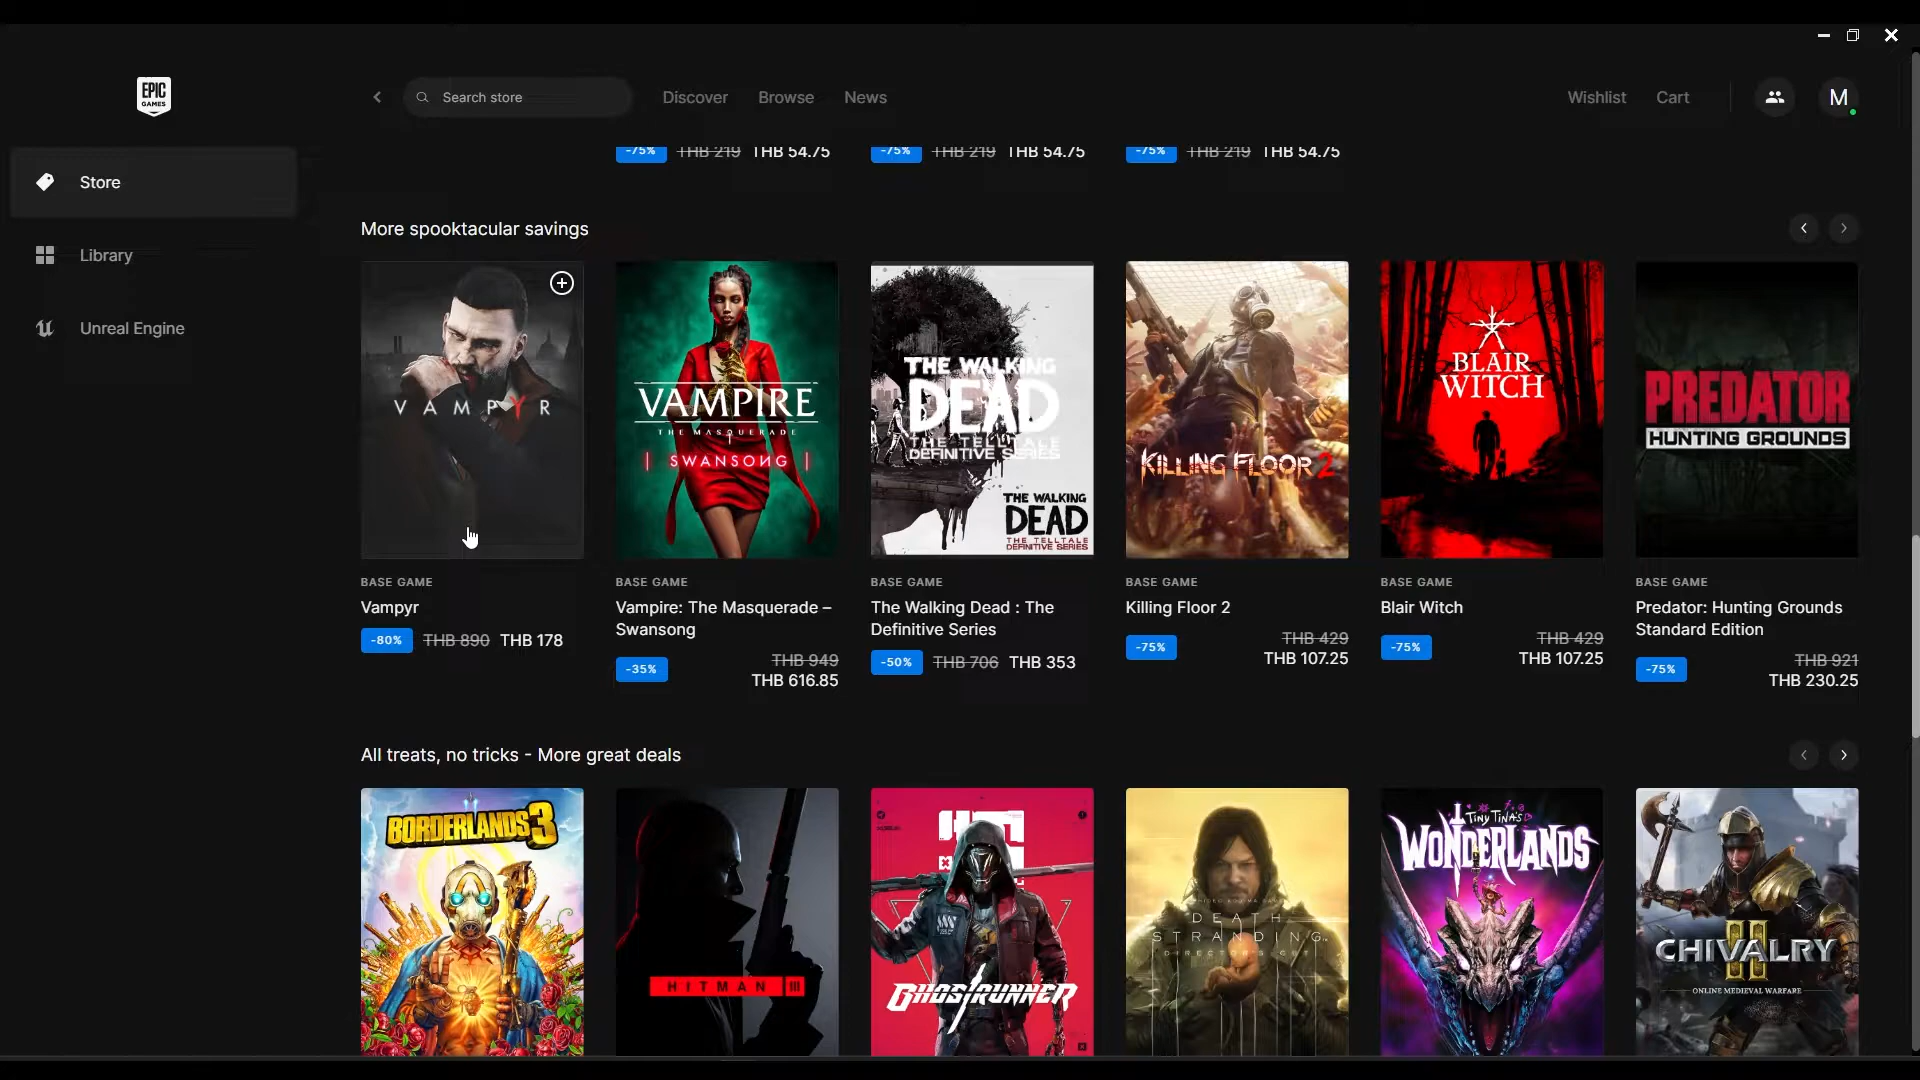 EPIC
GAMES
Search store
Discover
Browse
News
Wishlist
Cart
M
Store
Library
Unreal Engine
-75% THB 219 THB 54.75
-75% THB 219 THB 54.75
-75% THB 219 THB 54.75
More spooktacular savings
VAMPYR
VAMPIRE
THE MASQUERADE
SWANSONG
THE WALKING
DEAD
THE TELLTALE
DEFINITIVE SERIES
THE WALKING
DEAD
THE TELLTALE
DEFINITIVE SERIES
KILLING FLOOR 2
BLAIR
WITCH
PREDATOR
HUNTING GROUNDS
BASE GAME
Vampyr
-80% THB 890 THB 178
BASE GAME
Vampire: The Masquerade –
Swansong
-35% THB 949
THB 616.85
BASE GAME
The Walking Dead : The
Definitive Series
-50% THB 706 THB 353
BASE GAME
Killing Floor 2
-75% THB 429
THB 107.25
BASE GAME
Blair Witch
-75% THB 429
THB 107.25
BASE GAME
Predator: Hunting Grounds
Standard Edition
-75% THB 921
THB 230.25
All treats, no tricks - More great deals
BORDERLANDS 3
HITMAN III
GHOSTRUNNER
DEATH
STRANDING
DIRECTOR'S CUT
TINY TINA'S
WONDERLANDS
CHIVALRY
II
ONLINE MEDIEVAL WARFARE